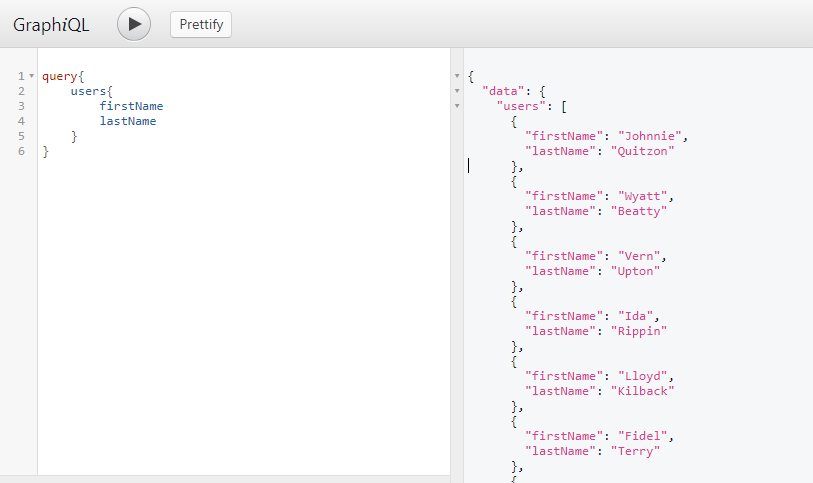 GraphiQL
Prettify
1 query{
2 users{
3 firstName
4 lastName
5 }
6 }
{
"data": {
"users": [
{
"firstName": "Johnnie",
"lastName": "Quitzon"
},
{
"firstName": "Wyatt",
"lastName": "Beatty"
},
{
"firstName": "Vern",
"lastName": "Upton"
},
{
"firstName": "Ida",
"lastName": "Rippin"
},
{
"firstName": "Lloyd",
"lastName": "Kilback"
},
{
"firstName": "Fidel",
"lastName": "Terry"
},
{